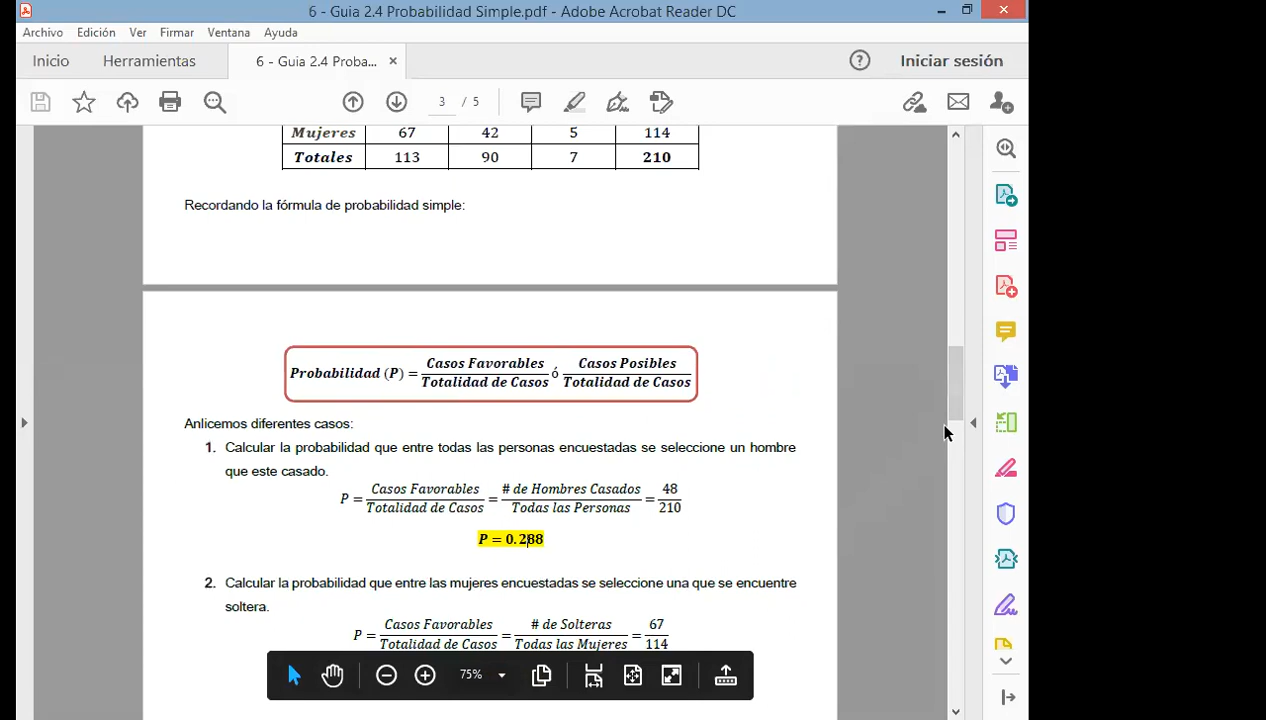 6 - Guia 2.4 Probabilidad Simple.pdf - Adobe Acrobat Reader DC
Archivo Edición Ver Firmar Ventana Ayuda
Inicio Herramientas 6 - Guia 2.4 Proba... × Iniciar sesión
3 / 5
Mujeres 67 42 5 114
Totales 113 90 7 210
Recordando la fórmula de probabilidad simple:
Probabilidad (P) = Casos Favorables / Totalidad de Casos ó Casos Posibles / Totalidad de Casos
Anlicemos diferentes casos:
1. Calcular la probabilidad que entre todas las personas encuestadas se seleccione un hombre
que este casado.
P = Casos Favorables / Totalidad de Casos = # de Hombres Casados / Todas las Personas = 48 / 210
P = 0.288
2. Calcular la probabilidad que entre las mujeres encuestadas se seleccione una que se encuentre
soltera.
P = Casos Favorables / Totalidad de Casos = # de Solteras / Todas las Mujeres = 67 / 114
75%